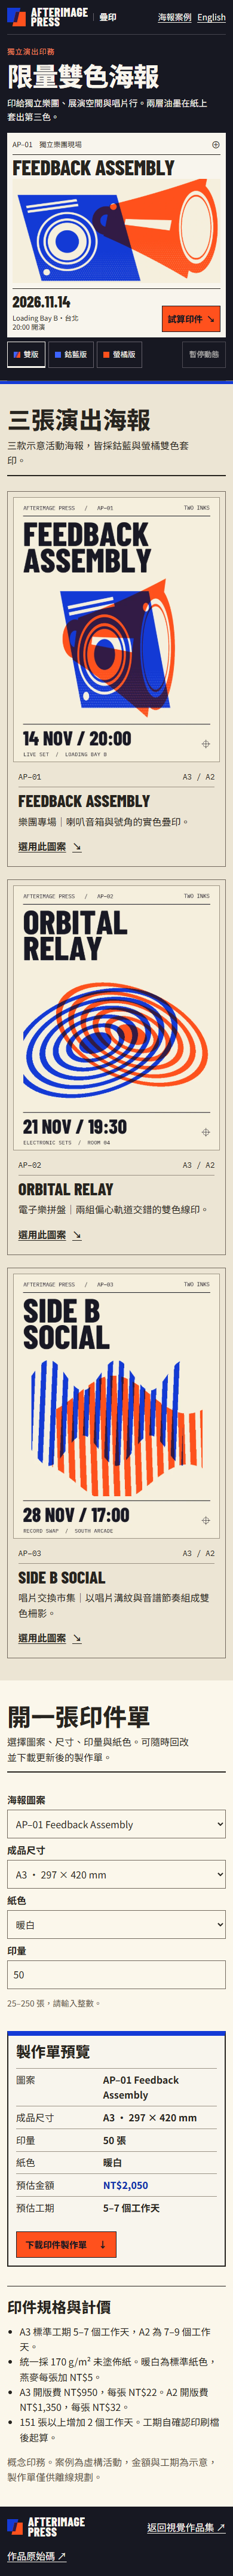 AFTERIMAGE
PRESS
疊印
海報案例
English
獨立演出印務
限量雙色海報
印給獨立樂團、展演空間與唱片行。兩層油墨在紙上
套出第三色。
AP–01 獨立樂團現場
FEEDBACK ASSEMBLY
2026.11.14
Loading Bay B・台北
20:00 開演
試算印件 ↘
雙版
鈷藍版
螢橘版
暫停動態
三張演出海報
三款示意活動海報，皆採鈷藍與螢橘雙色套
印。
AFTERIMAGE PRESS / AP–01
TWO INKS
FEEDBACK
ASSEMBLY
14 NOV / 20:00
LIVE SET / LOADING BAY B
AP–01
A3 / A2
FEEDBACK ASSEMBLY
樂團專場｜喇叭音箱與號角的實色疊印。
選用此圖案 ↘
AFTERIMAGE PRESS / AP–02
TWO INKS
ORBITAL
RELAY
21 NOV / 19:30
ELECTRONIC SETS / ROOM 04
AP–02
A3 / A2
ORBITAL RELAY
電子樂拼盤｜兩組偏心軌道交錯的雙色線印。
選用此圖案 ↘
AFTERIMAGE PRESS / AP–03
TWO INKS
SIDE B
SOCIAL
28 NOV / 17:00
RECORD SWAP / SOUTH ARCADE
AP–03
A3 / A2
SIDE B SOCIAL
唱片交換市集｜以唱片溝紋與音譜節奏組成雙
色柵影。
選用此圖案 ↘
開一張印件單
選擇圖案、尺寸、印量與紙色。可隨時回改
並下載更新後的製作單。
海報圖案
AP–01 Feedback Assembly
成品尺寸
A3 ・ 297 × 420 mm
紙色
暖白
印量
50
25–250 張，請輸入整數。
製作單預覽
圖案 AP–01 Feedback
Assembly
成品尺寸 A3 ・ 297 × 420 mm
印量 50 張
紙色 暖白
預估金額 NT$2,050
預估工期 5–7 個工作天
下載印件製作單 ↓
印件規格與計價
A3 標準工期 5–7 個工作天，A2 為 7–9 個工作
天。
統一採 170 g/m² 未塗佈紙。暖白為標準紙色，
燕麥每張加 NT$5。
A3 開版費 NT$950，每張 NT$22。A2 開版費
NT$1,350，每張 NT$32。
151 張以上增加 2 個工作天。工期自確認印刷檔
後起算。
概念印務。案例為虛構活動，金額與工期為示意，
製作單僅供離線規劃。
AFTERIMAGE
PRESS
返回視覺作品集 ↗
作品原始碼 ↗